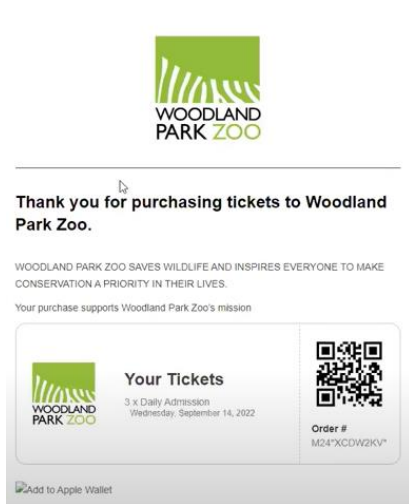 WOODLAND
PARK ZOO
Thank you for purchasing tickets to Woodland
Park Zoo.
WOODLAND PARK ZOO SAVES WILDLIFE AND INSPIRES EVERYONE TO MAKE
CONSERVATION A PRIORITY IN THEIR LIVES.
Your purchase supports Woodland Park Zoo's mission
WOODLAND
PARK ZOO
Your Tickets
3 x Daily Admission
Wednesday, September 14, 2022
Order #
M24*XCDW2KV*
Add to Apple Wallet